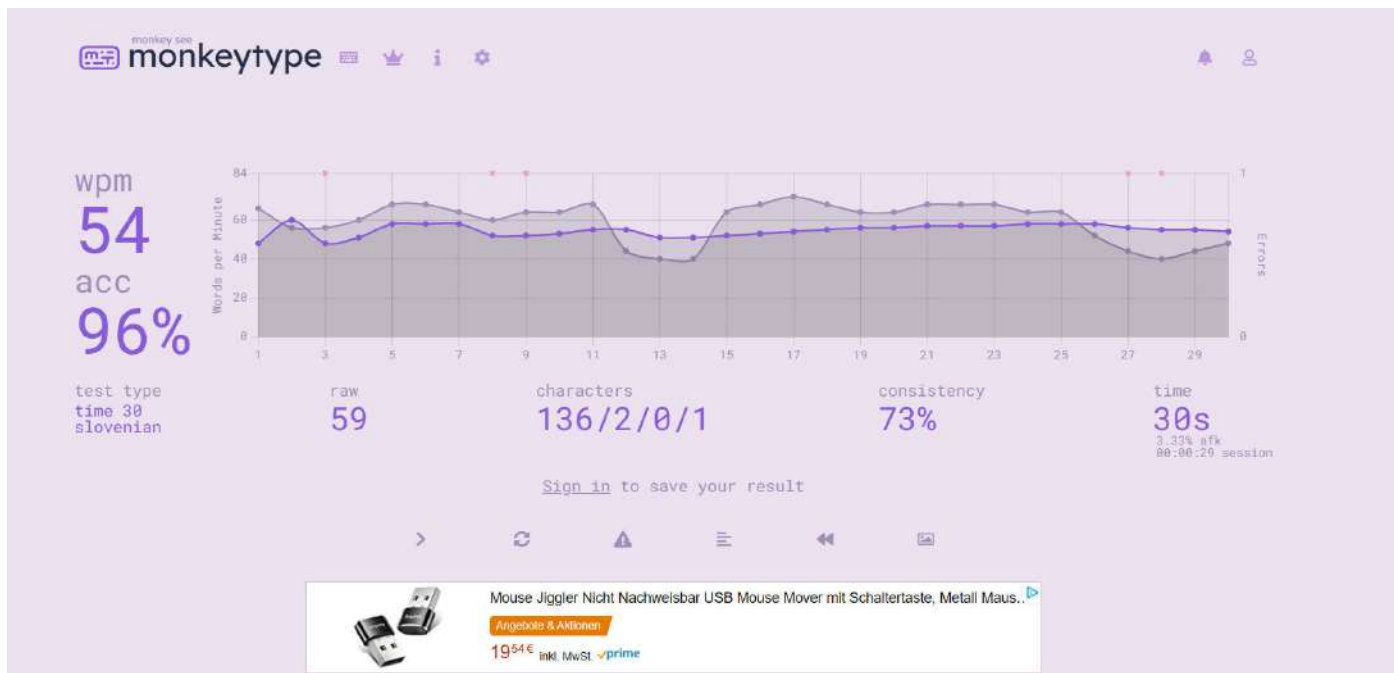 monkey see
monkeytype
wpm
54
acc
96%
84
60
40
20
0
Words per Minute
1
0
Errors
1 3 5 7 9 11 13 15 17 19 21 23 25 27 29
test type
time 30
slovenian
raw
59
characters
136/2/0/1
consistency
73%
time
30s
3.33% afk
00:00:29 session
Sign in to save your result
Mouse Jiggler Nicht Nachweisbar USB Mouse Mover mit Schaltertaste, Metall Maus..
Angebote & Aktionen
1954€ inkl. MwSt. prime